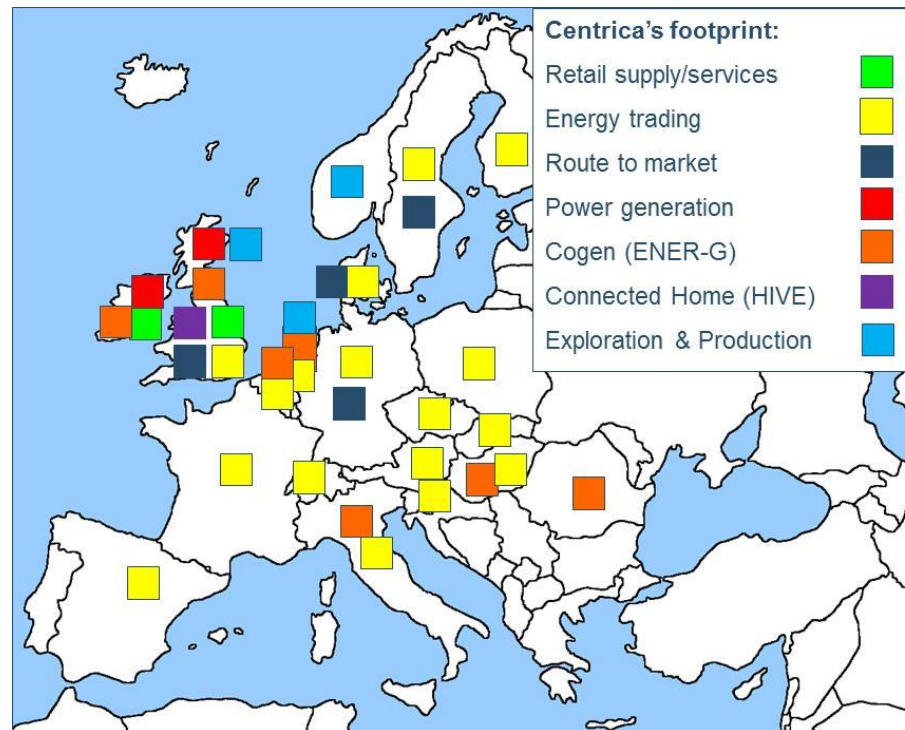 Centrica's footprint:
Retail supply/services
Energy trading
Route to market
Power generation
Cogen (ENER-G)
Connected Home (HIVE)
Exploration & Production